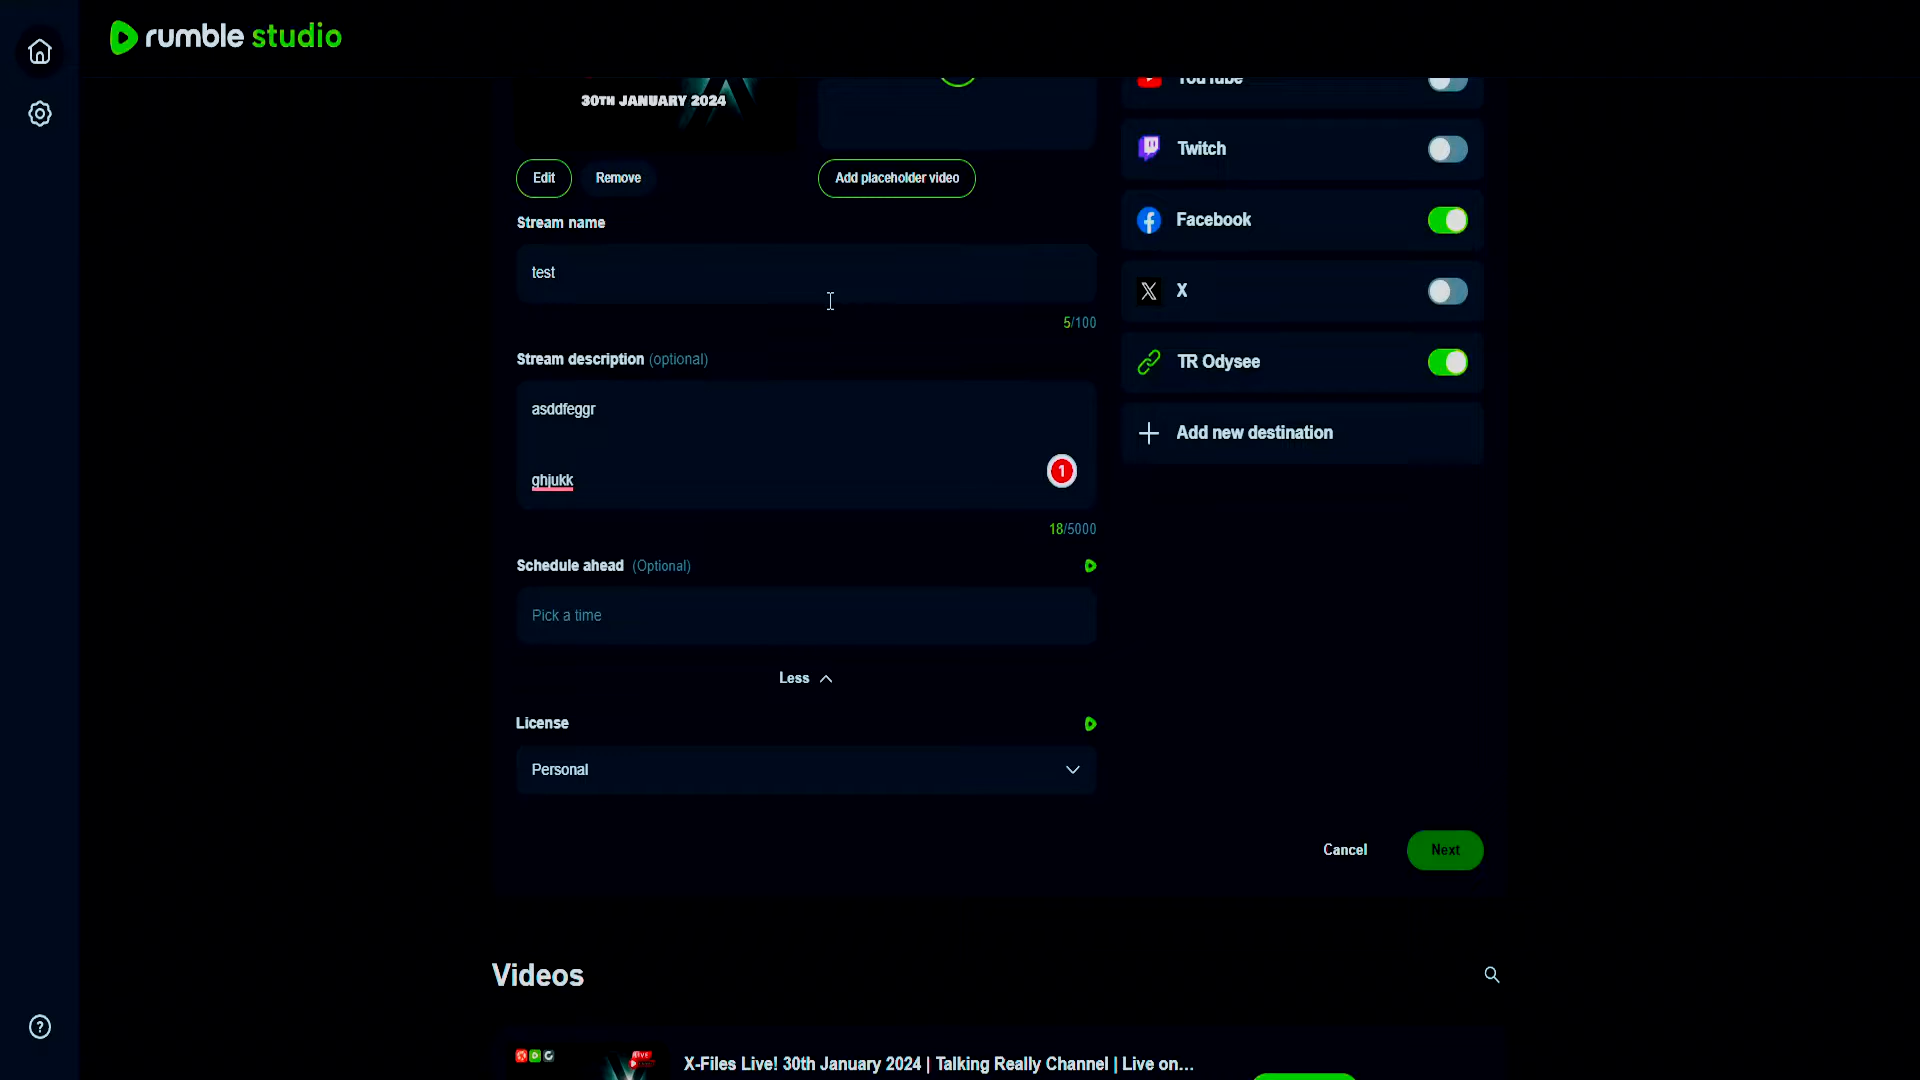 rumble studio
30TH JANUARY 2024
YouTube
Twitch
Edit
Remove
Add placeholder video
Stream name
Facebook
test
X
5/100
Stream description (optional)
TR Odysee
asddfeggr
Add new destination
1
ghjukk
18/5000
Schedule ahead (Optional)
Pick a time
Less
License
Personal
Cancel
Next
Videos
LIVE
X-Files Live! 30th January 2024 | Talking Really Channel | Live on...